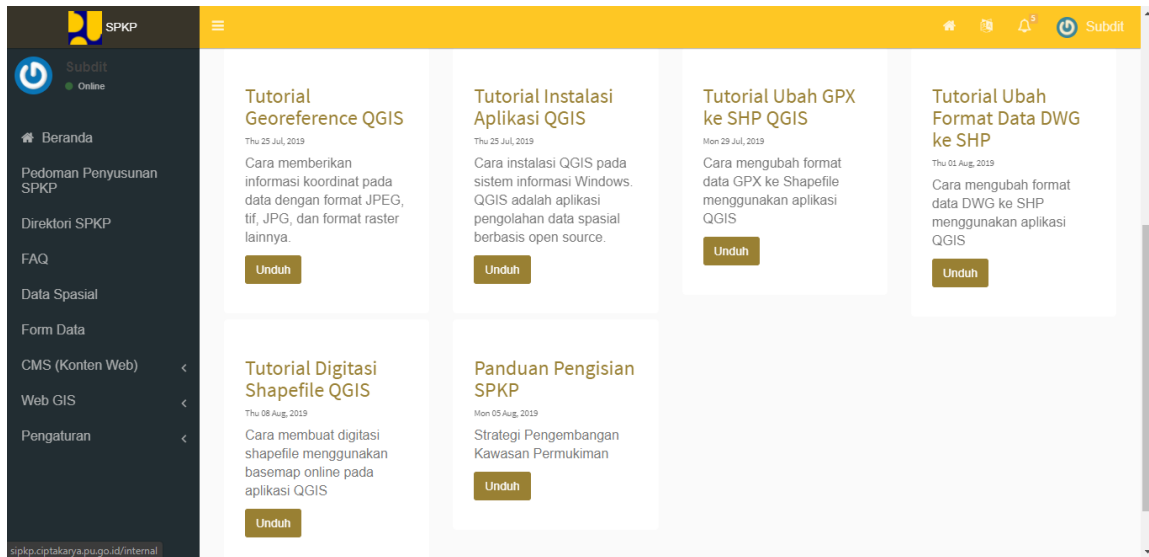 SPKP
5
Subdit
Subdit
Online
Beranda
Pedoman Penyusunan
SPKP
Direktori SPKP
FAQ
Data Spasial
Form Data
CMS (Konten Web)
Web GIS
Pengaturan
Tutorial
Georeference QGIS
Thu 25 Jul, 2019
Cara memberikan
informasi koordinat pada
data dengan format JPEG,
tif, JPG, dan format raster
lainnya.
Unduh
Tutorial Instalasi
Aplikasi QGIS
Thu 25 Jul, 2019
Cara instalasi QGIS pada
sistem informasi Windows.
QGIS adalah aplikasi
pengolahan data spasial
berbasis open source.
Unduh
Tutorial Ubah GPX
ke SHP QGIS
Mon 29 Jul, 2019
Cara mengubah format
data GPX ke Shapefile
menggunakan aplikasi
QGIS
Unduh
Tutorial Ubah
Format Data DWG
ke SHP
Thu 01 Aug, 2019
Cara mengubah format
data DWG ke SHP
menggunakan aplikasi
QGIS
Unduh
Tutorial Digitasi
Shapefile QGIS
Thu 08 Aug, 2019
Cara membuat digitasi
shapefile menggunakan
basemap online pada
aplikasi QGIS
Unduh
Panduan Pengisian
SPKP
Mon 05 Aug, 2019
Strategi Pengembangan
Kawasan Permukiman
Unduh
sipkp.ciptakarya.pu.go.id/internal